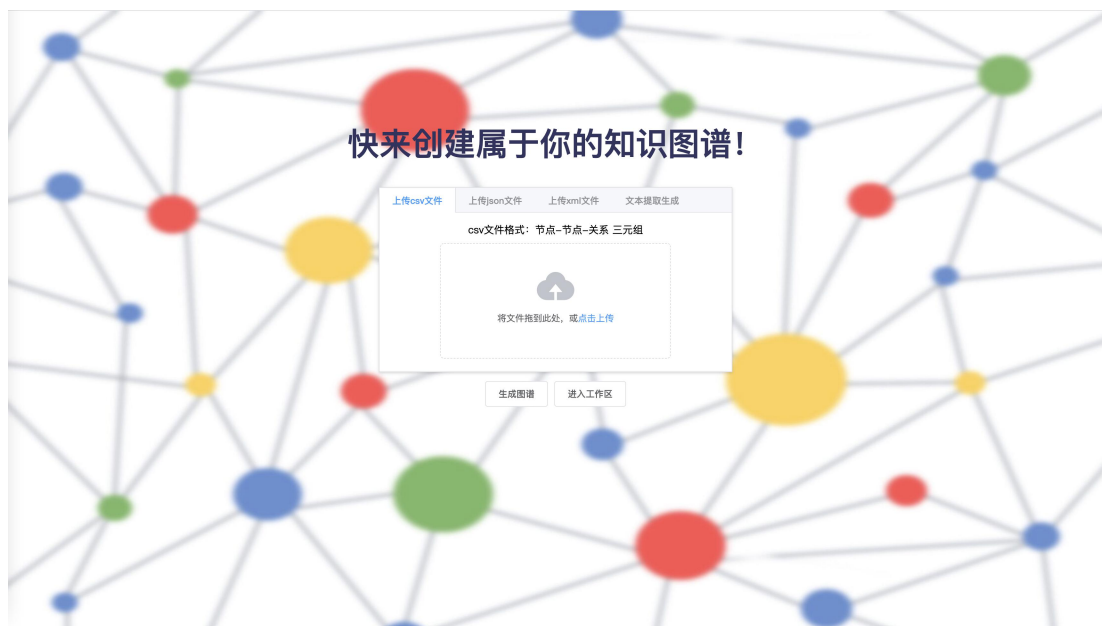 快来创建属于你的知识图谱！
上传csv文件 上传json文件 上传xml文件 文本提取生成
csv文件格式：节点-节点-关系 三元组
将文件拖到此处，或点击上传
生成图谱 进入工作区